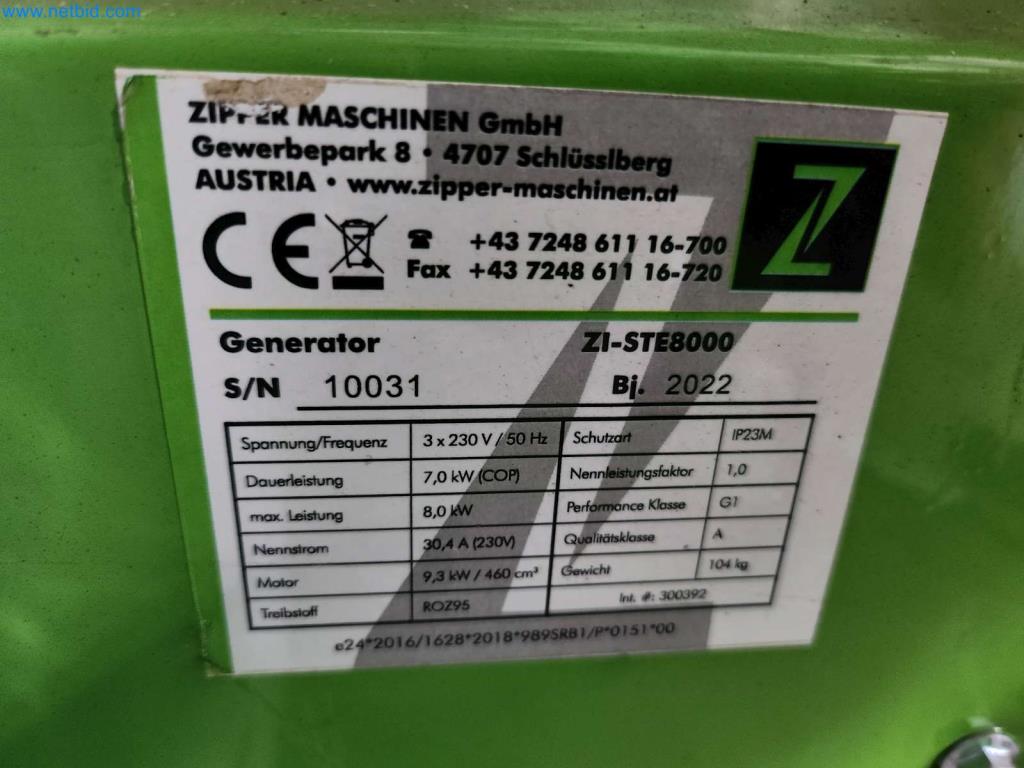 www.netbid.com
ZIPPER MASCHINEN GmbH
Gewerbepark 8 • 4707 Schlüsslberg
AUSTRIA • www.zipper-maschinen.at
CE
☎ +43 7248 611 16-700
Fax +43 7248 611 16-720
Z
Generator ZI-STE8000
S/N 10031 Bj. 2022
Spannung/Frequenz 3 x 230 V / 50 Hz Schutzart IP23M
Dauerleistung 7,0 kW (COP) Nennleistungsfaktor 1,0
max. Leistung 8,0 kW Performance Klasse G1
Nennstrom 30,4 A (230V) Qualitätsklasse A
Motor 9,3 kW / 460 cm³ Gewicht 104 kg
Treibstoff ROZ95 Int. #: 300392
e24*2016/1628*2018*989SRB1/P*0151*00